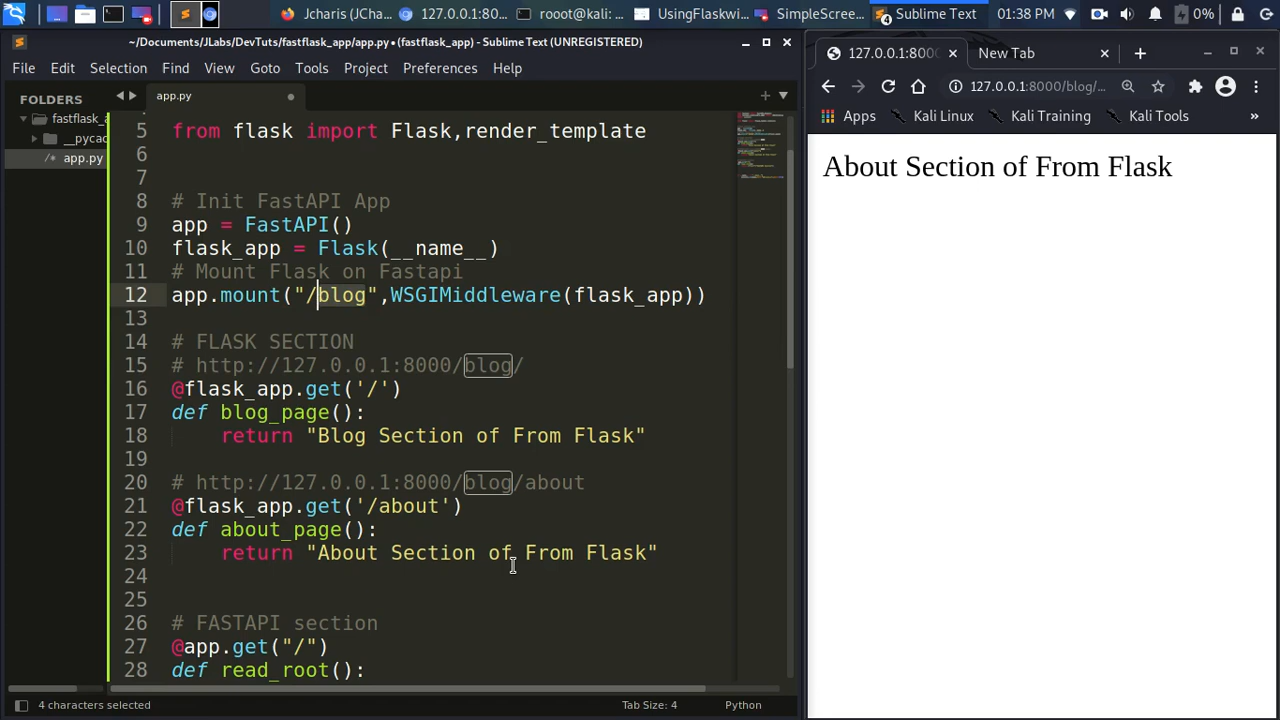 Jcharis (JCha…
127.0.0.1:80…
rooot@kali: …
UsingFlaskwi…
SimpleScree…
4
Sublime Text
01:38 PM
0%
~/Documents/JLabs/DevTuts/fastflask_app/app.py • (fastflask_app) - Sublime Text (UNREGISTERED)
File Edit Selection Find View Goto Tools Project Preferences Help
FOLDERS
fastflask_a
__pyca
/* app.py
app.py
5 from flask import Flask,render_template
6
7
8 # Init FastAPI App
9 app = FastAPI()
10 flask_app = Flask(__name__)
11 # Mount Flask on Fastapi
12 app.mount("/blog",WSGIMiddleware(flask_app))
13
14 # FLASK SECTION
15 # http://127.0.0.1:8000/blog/
16 @flask_app.get('/')
17 def blog_page():
18 return "Blog Section of From Flask"
19
20 # http://127.0.0.1:8000/blog/about
21 @flask_app.get('/about')
22 def about_page():
23 return "About Section of From Flask"
24
25
26 # FASTAPI section
27 @app.get("/")
28 def read_root():
4 characters selected
Tab Size: 4
Python
127.0.0.1:8000
New Tab
127.0.0.1:8000/blog/…
Apps
Kali Linux
Kali Training
Kali Tools
»
About Section of From Flask